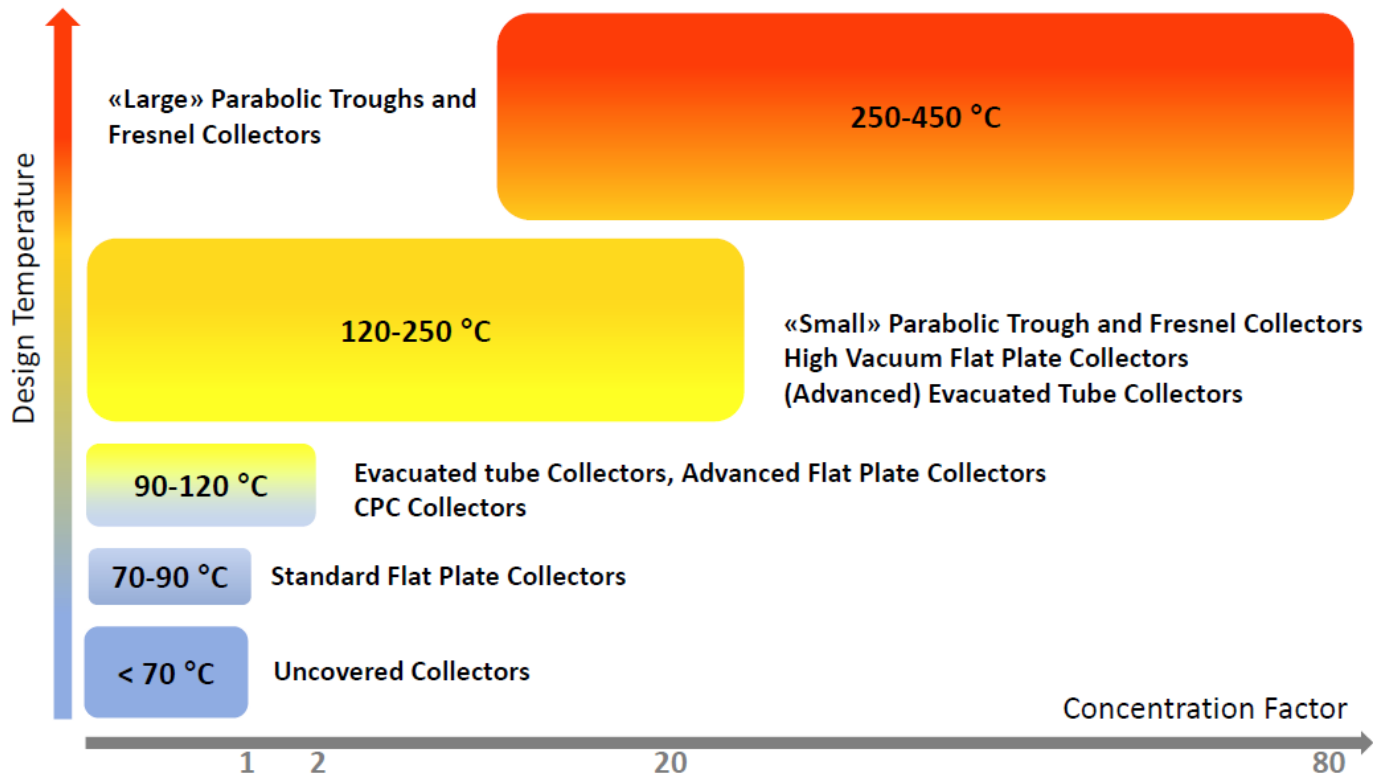 «Large» Parabolic Troughs and
Fresnel Collectors
250-450 °C
Design Temperature
120-250 °C
«Small» Parabolic Trough and Fresnel Collectors
High Vacuum Flat Plate Collectors
(Advanced) Evacuated Tube Collectors
90-120 °C
Evacuated tube Collectors, Advanced Flat Plate Collectors
CPC Collectors
70-90 °C
Standard Flat Plate Collectors
< 70 °C
Uncovered Collectors
Concentration Factor
1 2 20 80